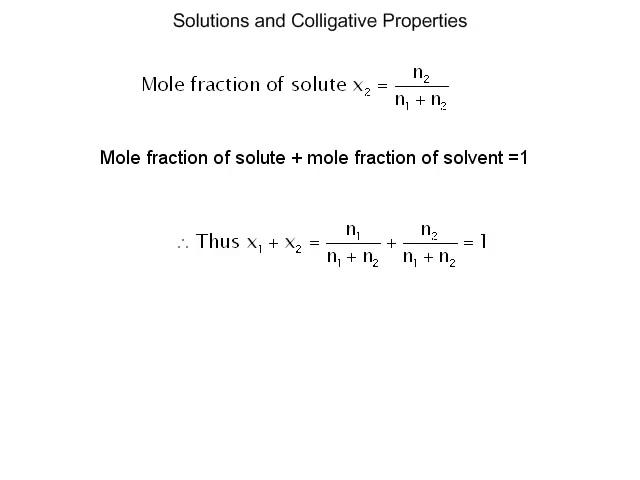 Solutions and Colligative Properties
Mole fraction of solute x₂ = n₂ / (n₁ + n₂)
Mole fraction of solute + mole fraction of solvent =1
∴ Thus x₁ + x₂ = n₁ / (n₁ + n₂) + n₂ / (n₁ + n₂) = 1